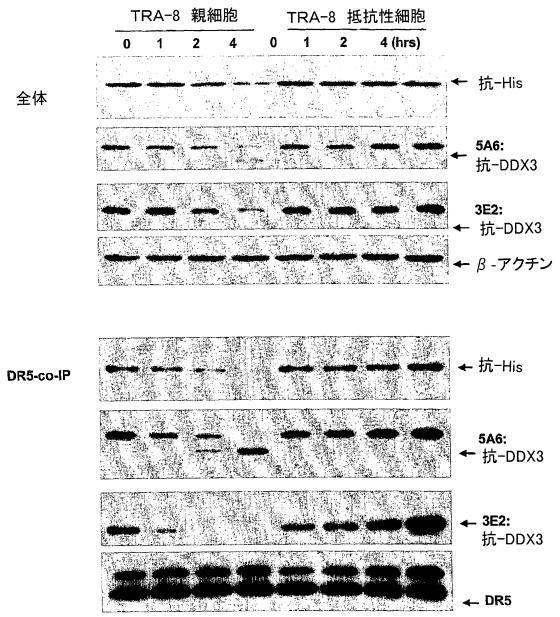 TRA-8 親細胞 TRA-8 抵抗性細胞
0 1 2 4 0 1 2 4 (hrs)
全体
抗-His
5A6:
抗-DDX3
3E2:
抗-DDX3
β-アクチン
DR5-co-IP
抗-His
5A6:
抗-DDX3
3E2:
抗-DDX3
DR5